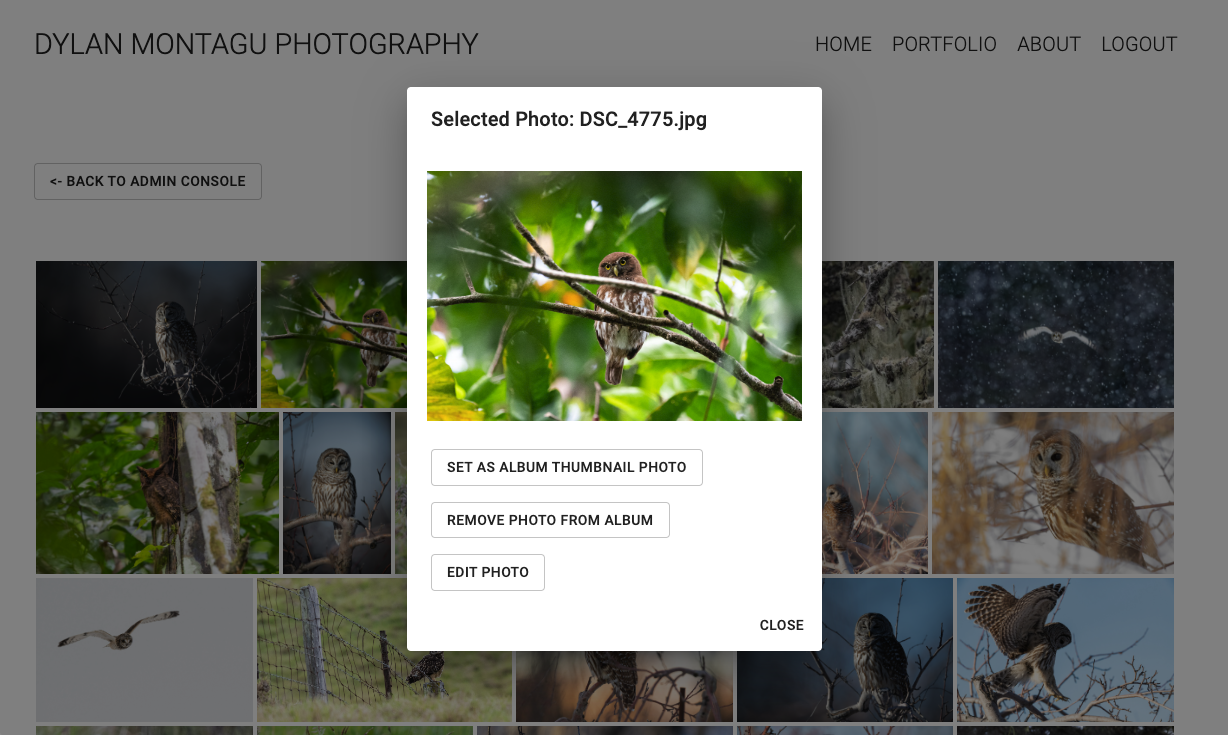 DYLAN MONTAGU PHOTOGRAPHY
HOME PORTFOLIO ABOUT LOGOUT
Selected Photo: DSC_4775.jpg
<- BACK TO ADMIN CONSOLE
SET AS ALBUM THUMBNAIL PHOTO
REMOVE PHOTO FROM ALBUM
EDIT PHOTO
CLOSE